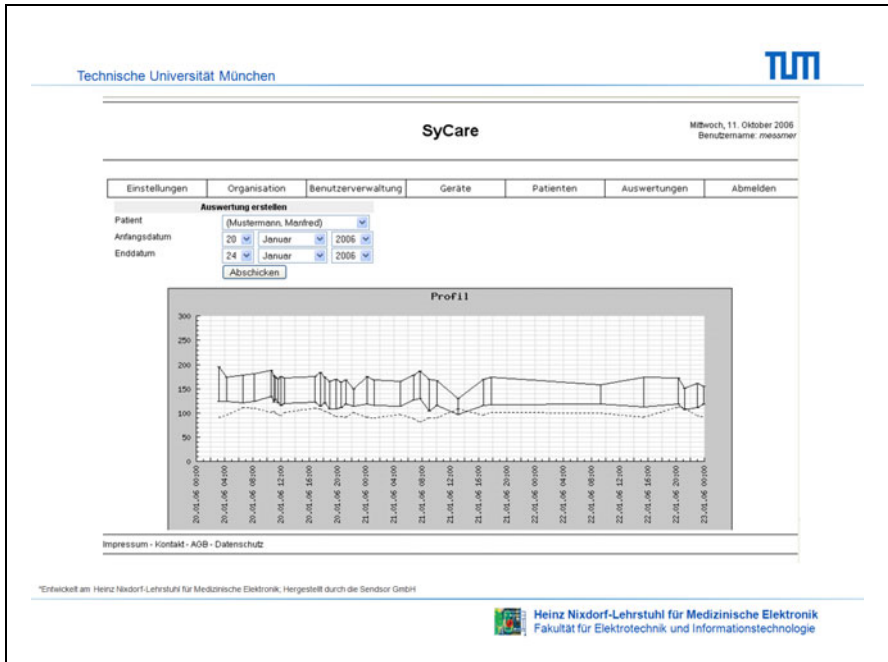 Technische Universität München
TUM
SyCare
Mittwoch, 11. Oktober 2006
Benutzername: messmer
Einstellungen Organisation Benutzerverwaltung Geräte Patienten Auswertungen Abmelden
Auswertung erstellen
Patient (Mustermann, Manfred)
Anfangsdatum 20 Januar 2006
Enddatum 24 Januar 2006
Abschicken
Profil
300
250
200
150
100
50
0
20.01.06 00:00
20.01.06 04:00
20.01.06 08:00
20.01.06 12:00
20.01.06 16:00
20.01.06 20:00
21.01.06 00:00
21.01.06 04:00
21.01.06 08:00
21.01.06 12:00
21.01.06 16:00
21.01.06 20:00
22.01.06 00:00
22.01.06 04:00
22.01.06 08:00
22.01.06 12:00
22.01.06 16:00
22.01.06 20:00
23.01.06 00:00
Impressum - Kontakt - AGB - Datenschutz
*Entwickelt am Heinz Nixdorf-Lehrstuhl für Medizinische Elektronik; Hergestellt durch die Sendsor GmbH
Heinz Nixdorf-Lehrstuhl für Medizinische Elektronik
Fakultät für Elektrotechnik und Informationstechnologie